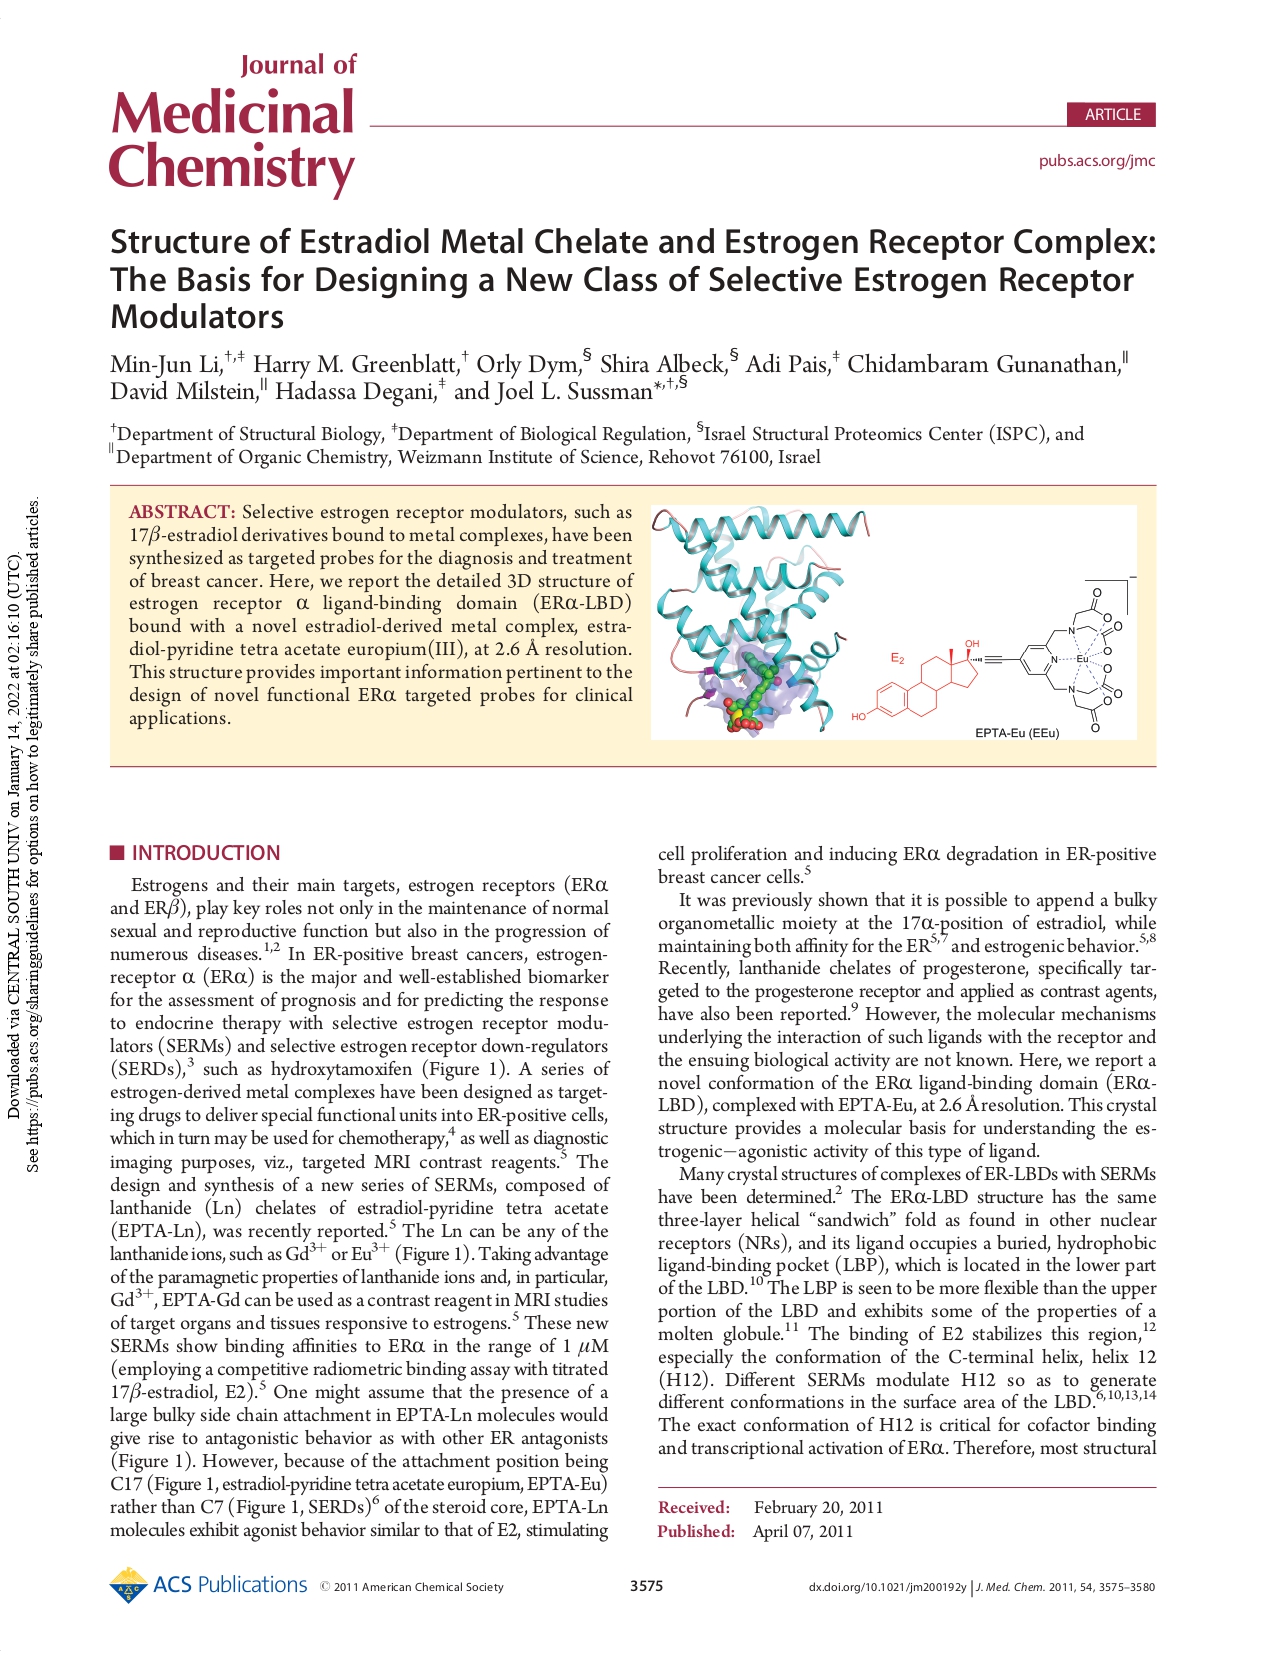 Journal of
Medicinal
Chemistry
ARTICLE
pubs.acs.org/jmc
Structure of Estradiol Metal Chelate and Estrogen Receptor Complex:
The Basis for Designing a New Class of Selective Estrogen Receptor
Modulators
Min-Jun Li,†,‡ Harry M. Greenblatt,† Orly Dym,§ Shira Albeck,§ Adi Pais,‡ Chidambaram Gunanathan,∥
David Milstein,∥ Hadassa Degani,‡ and Joel L. Sussman*,†,§
†Department of Structural Biology, ‡Department of Biological Regulation, §Israel Structural Proteomics Center (ISPC), and
∥Department of Organic Chemistry, Weizmann Institute of Science, Rehovot 76100, Israel
ABSTRACT: Selective estrogen receptor modulators, such as
17β-estradiol derivatives bound to metal complexes, have been
synthesized as targeted probes for the diagnosis and treatment
of breast cancer. Here, we report the detailed 3D structure of
estrogen receptor α ligand-binding domain (ERα-LBD)
bound with a novel estradiol-derived metal complex, estra-
diol-pyridine tetra acetate europium(III), at 2.6 Å resolution.
This structure provides important information pertinent to the
design of novel functional ERα targeted probes for clinical
applications.
E2
HO
OH
N
N
N
Eu
O
O
O
O
O
O
O
O
EPTA-Eu (EEu)
INTRODUCTION
Estrogens and their main targets, estrogen receptors (ERα
and ERβ), play key roles not only in the maintenance of normal
sexual and reproductive function but also in the progression of
numerous diseases.1,2 In ER-positive breast cancers, estrogen-
receptor α (ERα) is the major and well-established biomarker
for the assessment of prognosis and for predicting the response
to endocrine therapy with selective estrogen receptor modu-
lators (SERMs) and selective estrogen receptor down-regulators
(SERDs),3 such as hydroxytamoxifen (Figure 1). A series of
estrogen-derived metal complexes have been designed as target-
ing drugs to deliver special functional units into ER-positive cells,
which in turn may be used for chemotherapy,4 as well as diagnostic
imaging purposes, viz., targeted MRI contrast reagents.5 The
design and synthesis of a new series of SERMs, composed of
lanthanide (Ln) chelates of estradiol-pyridine tetra acetate
(EPTA-Ln), was recently reported.5 The Ln can be any of the
lanthanide ions, such as Gd3+ or Eu3+ (Figure 1). Taking advantage
of the paramagnetic properties of lanthanide ions and, in particular,
Gd3+, EPTA-Gd can be used as a contrast reagent in MRI studies
of target organs and tissues responsive to estrogens.5 These new
SERMs show binding affinities to ERα in the range of 1 μM
(employing a competitive radiometric binding assay with titrated
17β-estradiol, E2).5 One might assume that the presence of a
large bulky side chain attachment in EPTA-Ln molecules would
give rise to antagonistic behavior as with other ER antagonists
(Figure 1). However, because of the attachment position being
C17 (Figure 1, estradiol-pyridine tetra acetate europium, EPTA-Eu)
rather than C7 (Figure 1, SERDs)6 of the steroid core, EPTA-Ln
molecules exhibit agonist behavior similar to that of E2, stimulating
cell proliferation and inducing ERα degradation in ER-positive
breast cancer cells.5
It was previously shown that it is possible to append a bulky
organometallic moiety at the 17α-position of estradiol, while
maintaining both affinity for the ER5,7 and estrogenic behavior.5,8
Recently, lanthanide chelates of progesterone, specifically tar-
geted to the progesterone receptor and applied as contrast agents,
have also been reported.9 However, the molecular mechanisms
underlying the interaction of such ligands with the receptor and
the ensuing biological activity are not known. Here, we report a
novel conformation of the ERα ligand-binding domain (ERα-
LBD), complexed with EPTA-Eu, at 2.6 Å resolution. This crystal
structure provides a molecular basis for understanding the es-
trogenic−agonistic activity of this type of ligand.
Many crystal structures of complexes of ER-LBDs with SERMs
have been determined.2 The ERα-LBD structure has the same
three-layer helical “sandwich” fold as found in other nuclear
receptors (NRs), and its ligand occupies a buried, hydrophobic
ligand-binding pocket (LBP), which is located in the lower part
of the LBD.10 The LBP is seen to be more flexible than the upper
portion of the LBD and exhibits some of the properties of a
molten globule.11 The binding of E2 stabilizes this region,12
especially the conformation of the C-terminal helix, helix 12
(H12). Different SERMs modulate H12 so as to generate
different conformations in the surface area of the LBD.6,10,13,14
The exact conformation of H12 is critical for cofactor binding
and transcriptional activation of ERα. Therefore, most structural
Received: February 20, 2011
Published: April 07, 2011
ACS Publications © 2011 American Chemical Society
3575
dx.doi.org/10.1021/jm200192y | J. Med. Chem. 2011, 54, 3575–3580
Downloaded via CENTRAL SOUTH UNIV on January 14, 2022 at 02:16:10 (UTC).
See https://pubs.acs.org/sharingguidelines for options on how to legitimately share published articles.